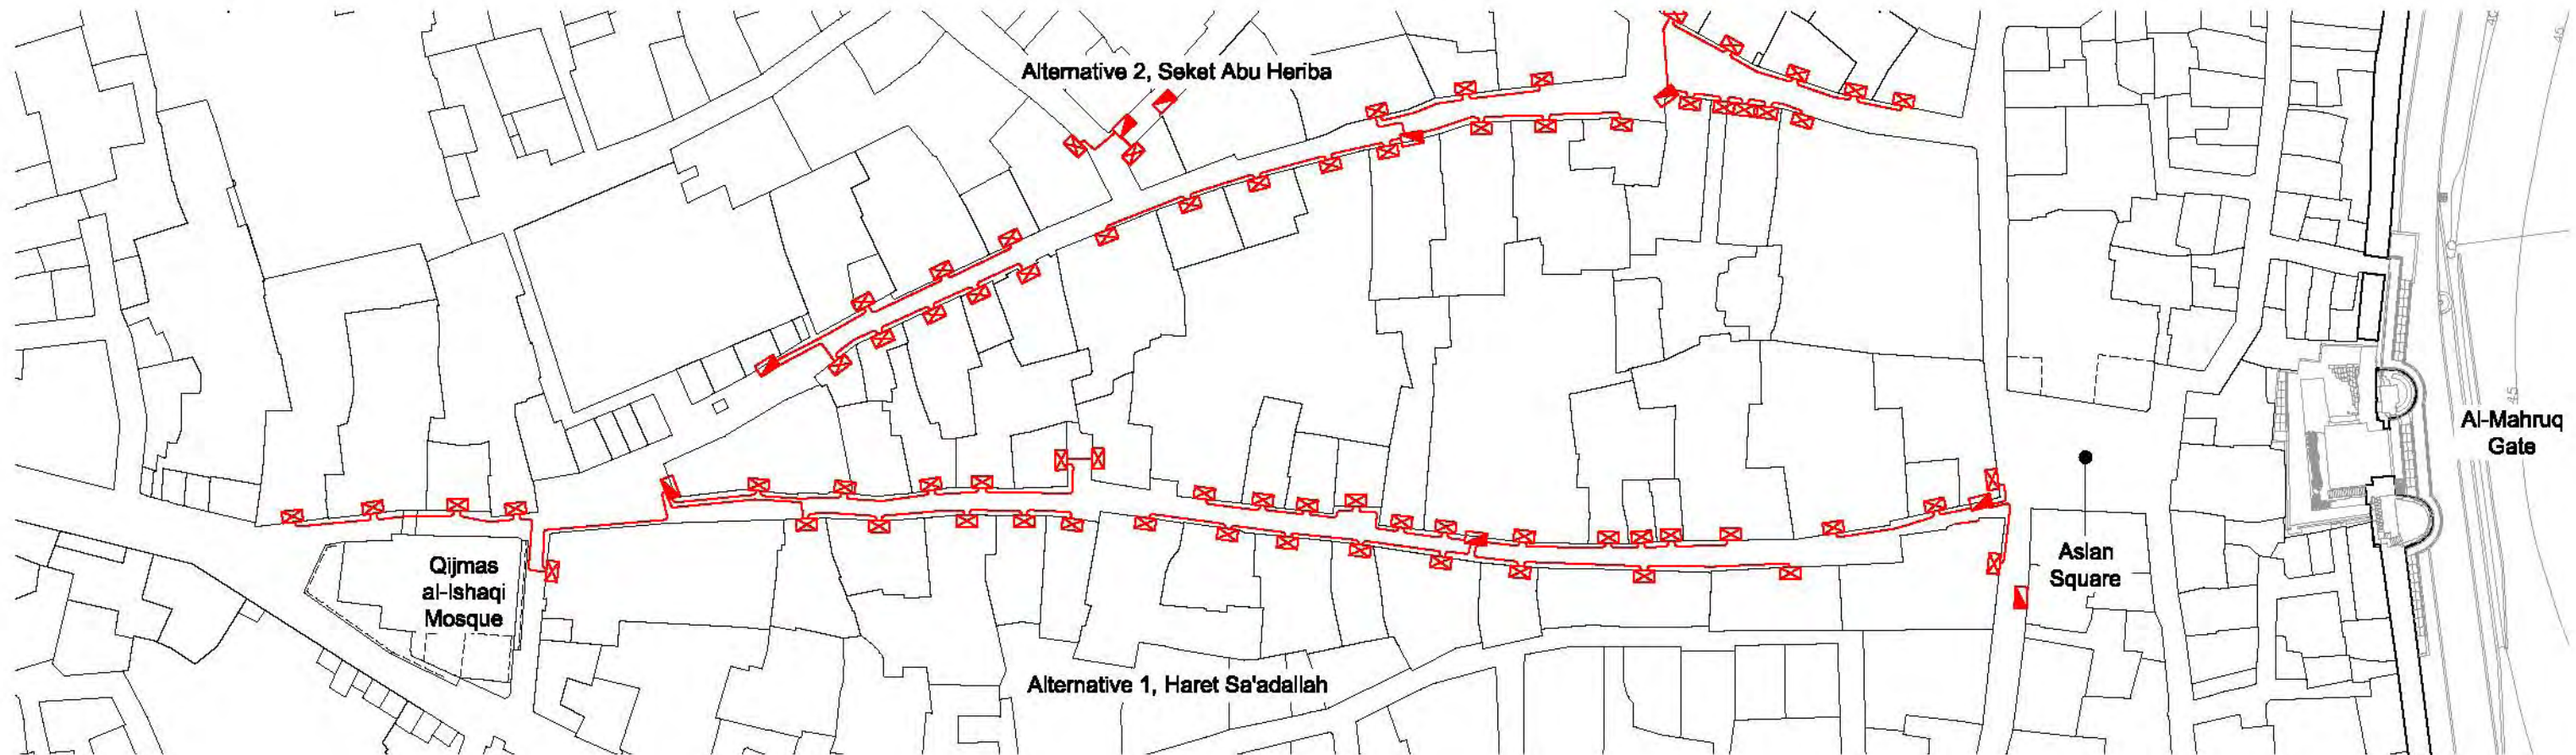 Alternative 2, Seket Abu Heriba
Al-Mahruq
Gate
Aslan
Square
Qijmas
al-Ishaqi
Mosque
Alternative 1, Haret Sa'adallah
45
45